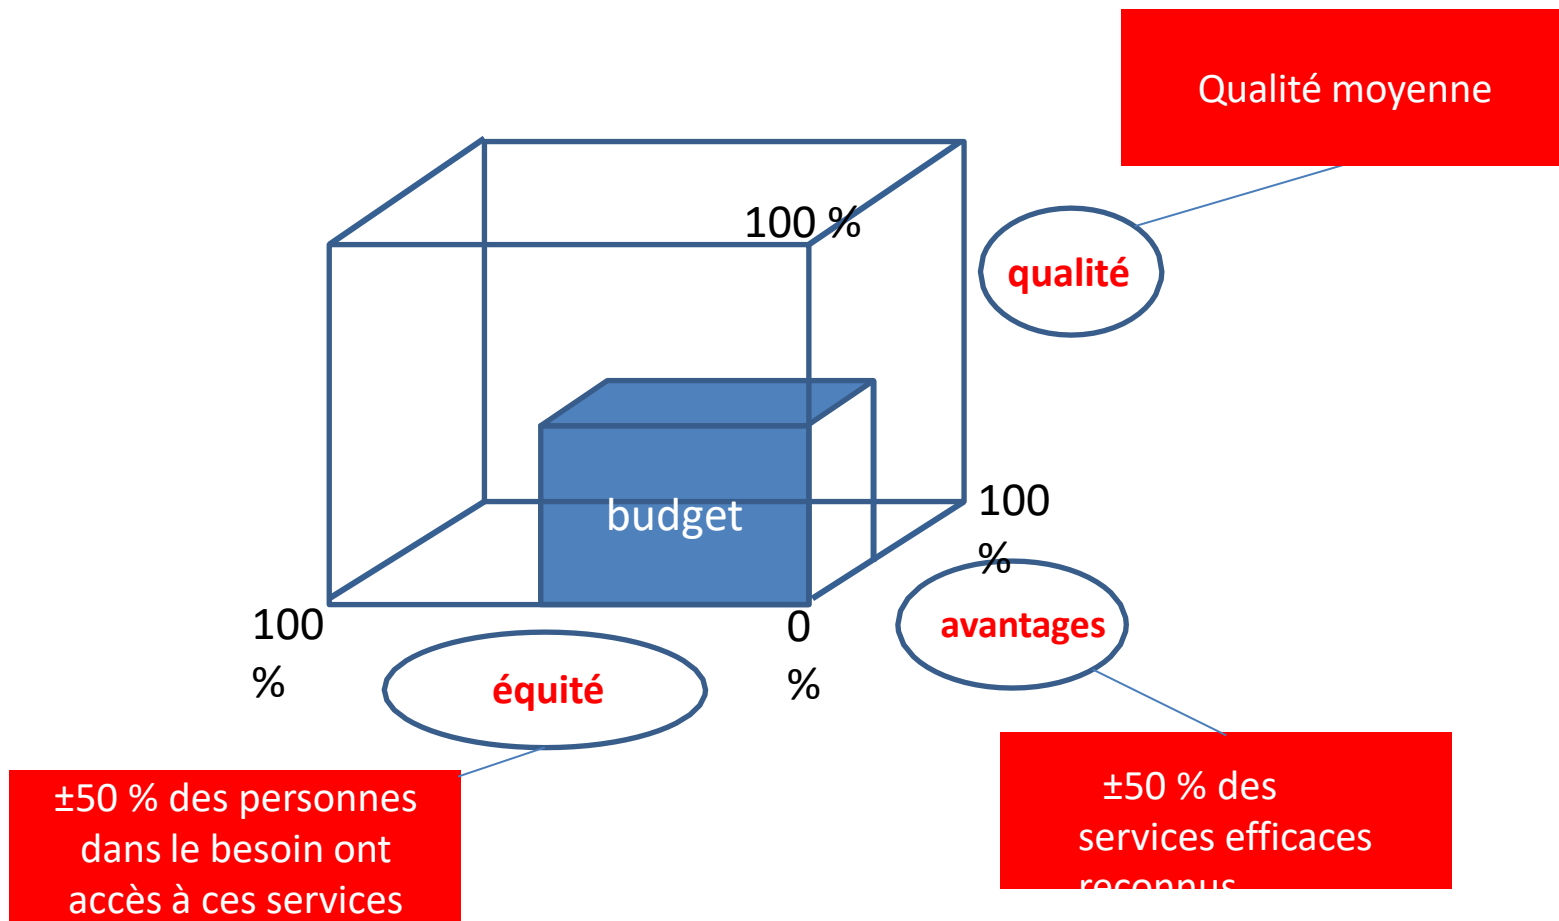 Qualité moyenne
100 %
qualité
100
%
budget
100
%
0
%
avantages
équité
±50 % des personnes
dans le besoin ont
accès à ces services
±50 % des
services efficaces
reconnus